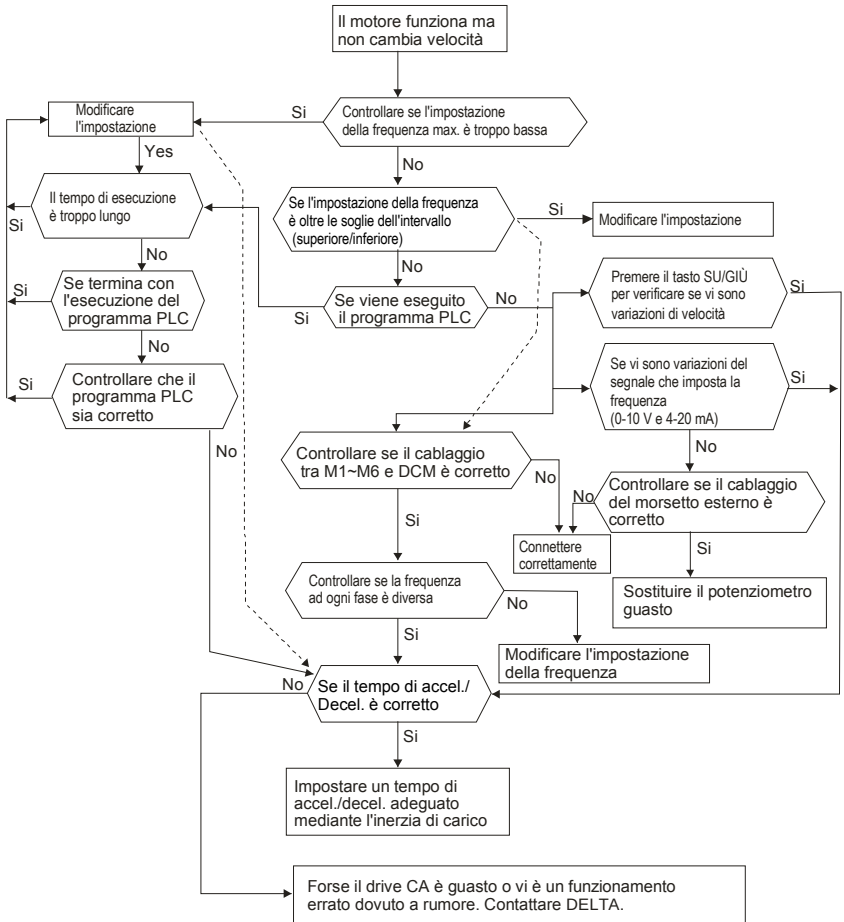 Il motore funziona ma
non cambia velocità
Modificare
l'impostazione
Si
Controllare se l'impostazione
della frequenza max. è troppo bassa
Yes
No
Il tempo di esecuzione
è troppo lungo
Si
Se l'impostazione della frequenza
è oltre le soglie dell'intervallo
(superiore/inferiore)
Si
Modificare l'impostazione
No
No
Se termina con
l'esecuzione del
programma PLC
Si
Si
Se viene eseguito
il programma PLC
No
Premere il tasto SU/GIÙ
per verificare se vi sono
variazioni di velocità
Si
No
Controllare che il
programma PLC
sia corretto
Si
Se vi sono variazioni del
segnale che imposta la
frequenza
(0-10 V e 4-20 mA)
Si
No
No
Controllare se il cablaggio
tra M1~M6 e DCM è corretto
No
No
Controllare se il cablaggio
del morsetto esterno è
corretto
Si
Connettere
correttamente
Si
Controllare se la frequenza
ad ogni fase è diversa
No
Sostituire il potenziometro
guasto
Si
Modificare l'impostazione
della frequenza
No
Se il tempo di accel./
Decel. è corretto
Si
Impostare un tempo di
accel./decel. adeguato
mediante l'inerzia di carico
Forse il drive CA è guasto o vi è un funzionamento
errato dovuto a rumore. Contattare DELTA.